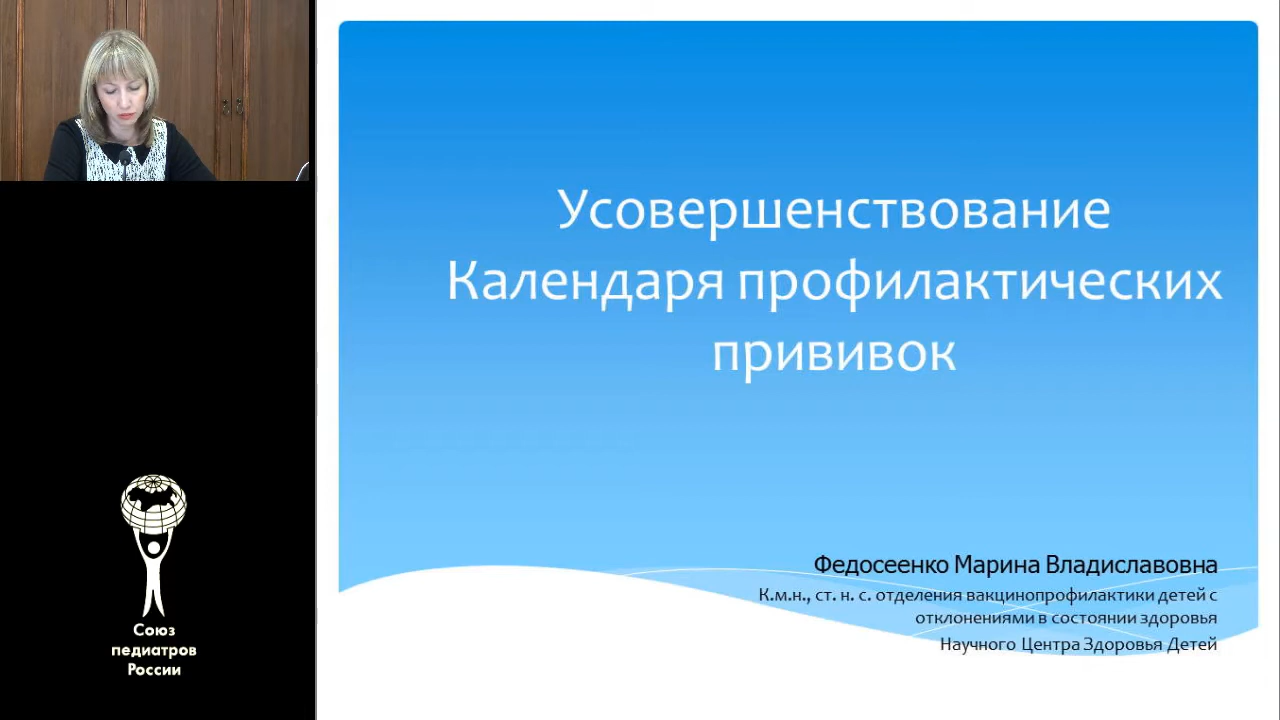 Усовершенствование
Календаря профилактических
прививок
Федосеенко Марина Владиславовна
К.м.н., ст. н. с. отделения вакцинопрофилактики детей с
отклонениями в состоянии здоровья
Научного Центра Здоровья Детей
Союз
педиатров
России